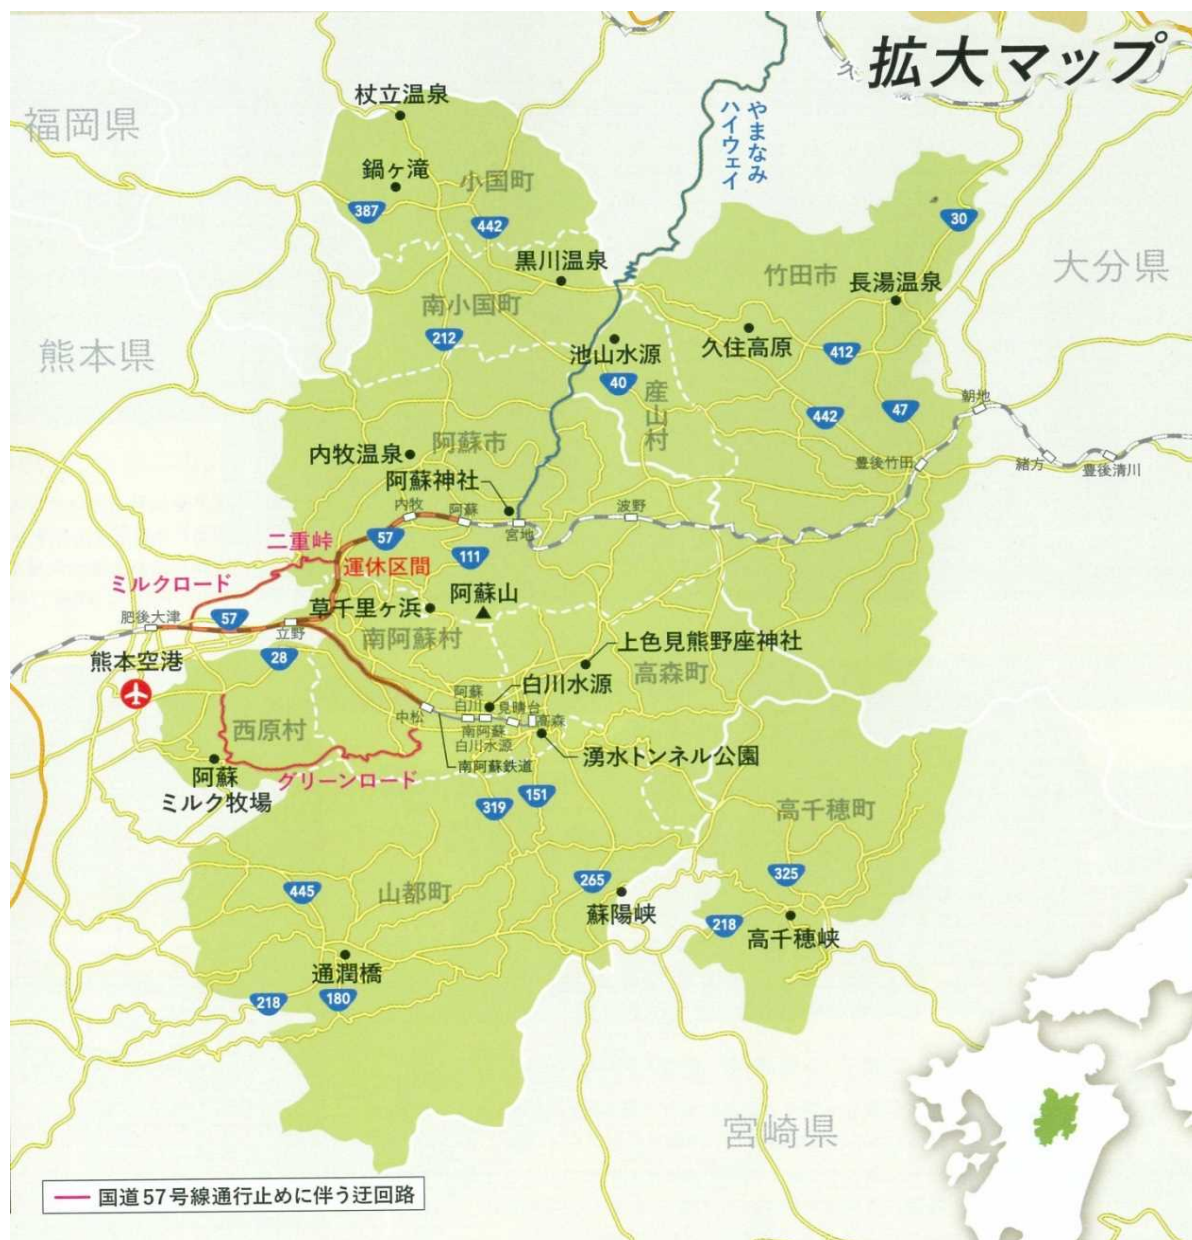 拡大マップ
久
線
福岡県
杖立温泉
やまなみ
ハイウェイ
鍋ヶ滝
小国町
387
442
30
大分県
黒川温泉
竹田市
長湯温泉
南小国町
熊本県
212
池山水源
久住高原
412
40
産山村
朝地
442
47
阿蘇市
内牧温泉
豊後竹田
緒方
豊後清川
阿蘇神社
内牧
阿蘇
宮地
波野
二重峠
57
運休区間
111
ミルクロード
阿蘇山
草千里ヶ浜
肥後大津
57
立野
南阿蘇村
上色見熊野座神社
28
熊本空港
高森町
白川水源
阿蘇
白川
見晴台
中松
高森
西原村
南阿蘇
白川水源
湧水トンネル公園
南阿蘇鉄道
阿蘇
ミルク牧場
グリーンロード
319
151
高千穂町
325
265
445
山都町
蘇陽峡
218
高千穂峡
通潤橋
218
180
宮崎県
国道57号線通行止めに伴う迂回路